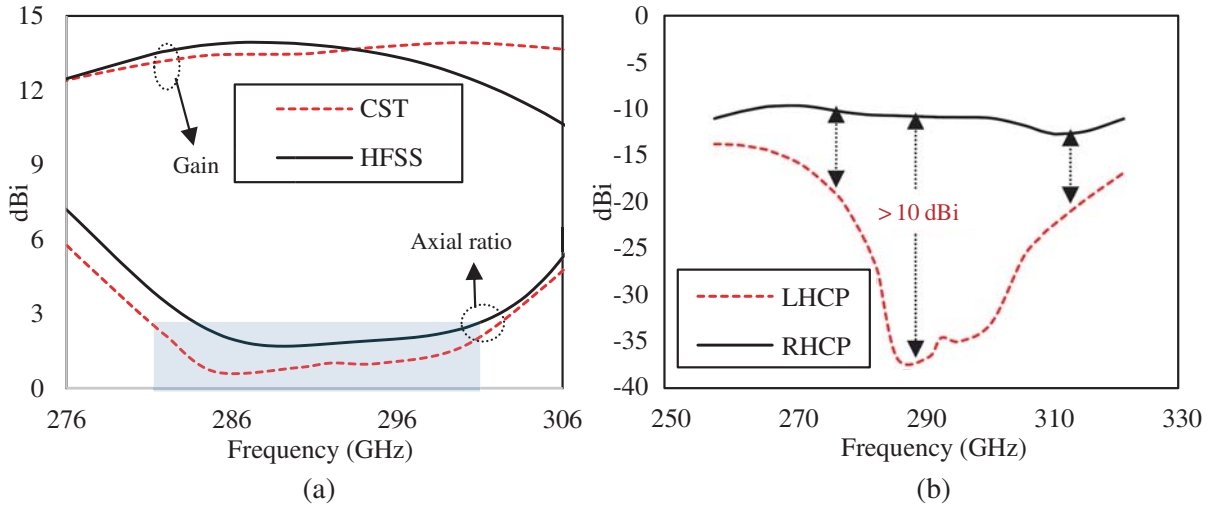 15
12
9
6
3
0
dBi
CST
HFSS
Gain
Axial ratio
276
286
296
306
Frequency (GHz)
(a)
0
-5
-10
-15
-20
-25
-30
-35
-40
dBi
> 10 dBi
LHCP
RHCP
250
270
290
310
330
Frequency (GHz)
(b)